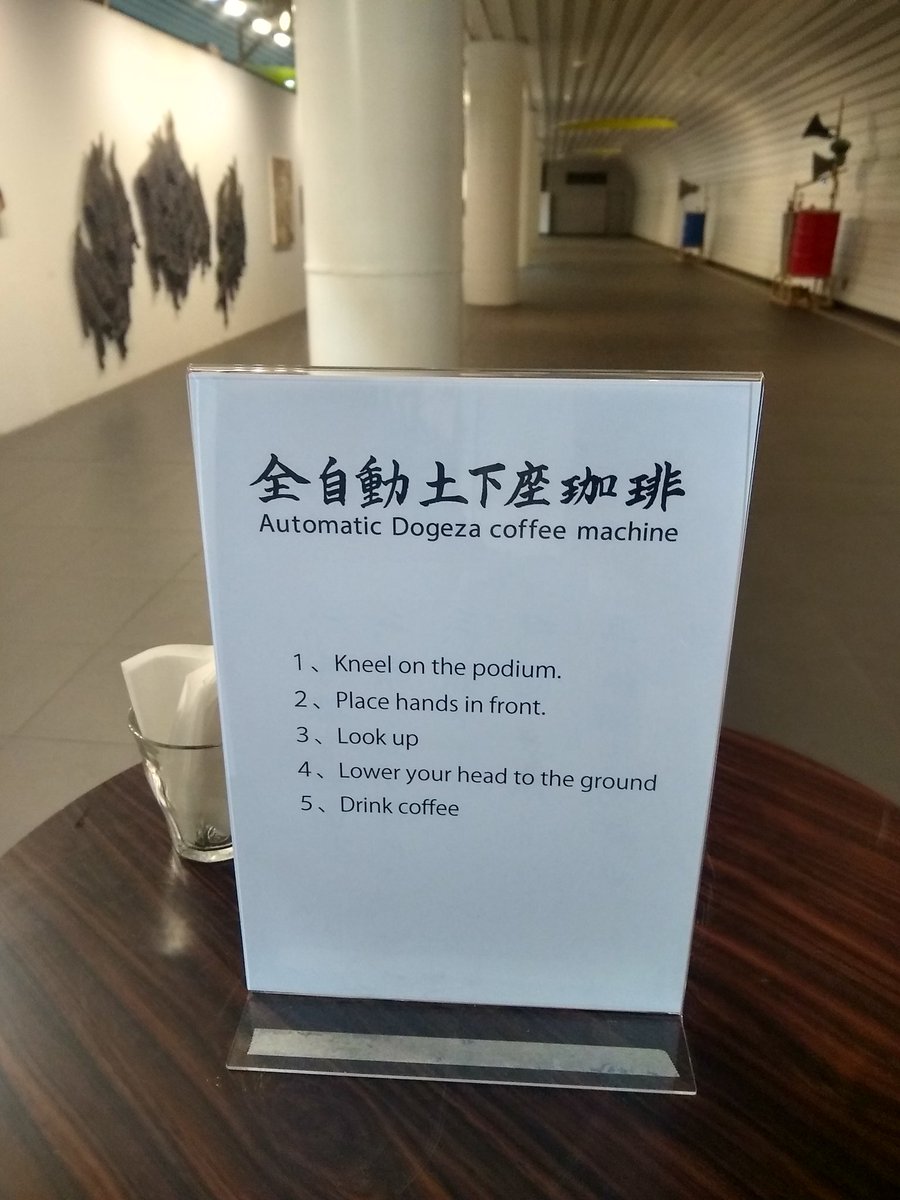 全自動土下座珈琲
Automatic Dogeza coffee machine
1、Kneel on the podium.
2、Place hands in front.
3、Look up
4、Lower your head to the ground
5、Drink coffee